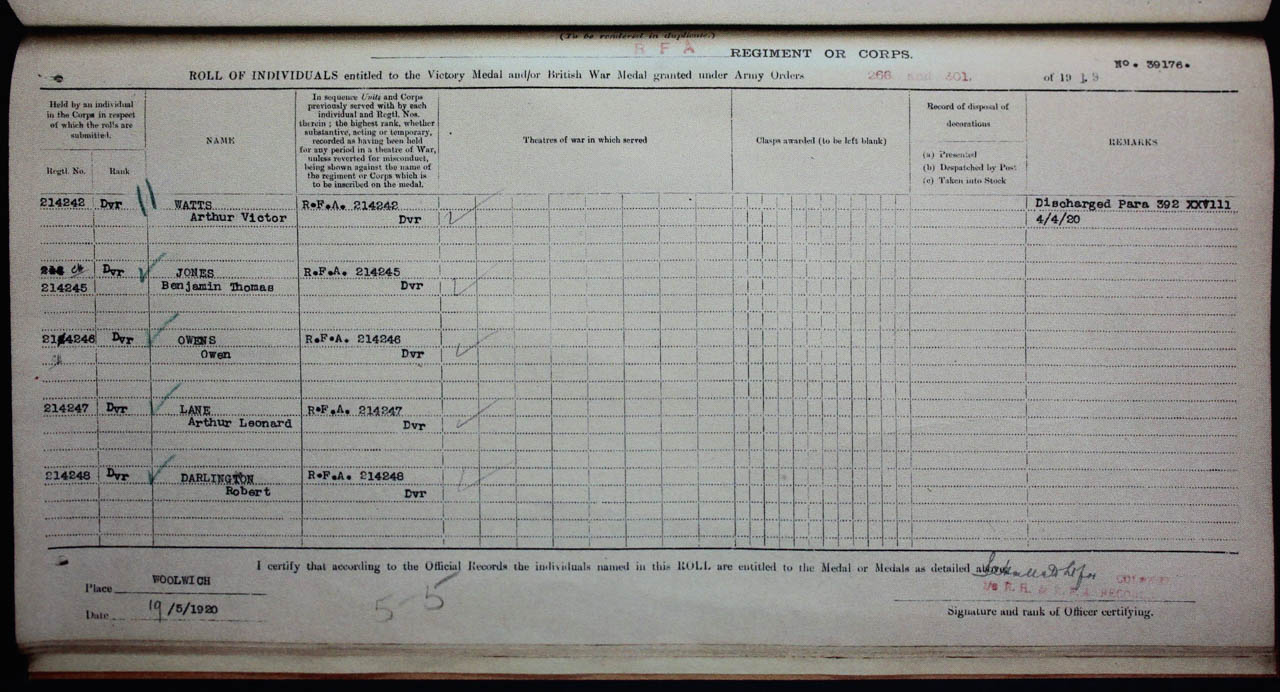 (To be rendered in duplicate.)
R F A REGIMENT OR CORPS.
No. 39176.
ROLL OF INDIVIDUALS entitled to the Victory Medal and/or British War Medal granted under Army Orders 266 and 301. of 1919
Held by an individual in the Corps in respect of which the rolls are submitted.
Regtl. No.
Rank
NAME
In sequence Units and Corps
previously served with by each
individual and Regtl. Nos.
therein; the highest rank, whether
substantive, acting or temporary,
recorded as having been held
for any period in a theatre of War,
unless reverted for misconduct,
being shown against the name of
the regiment or Corps which is
to be inscribed on the medal.
Theatres of war in which served
Clasps awarded (to be left blank)
Record of disposal of
decorations
(a) Presented
(b) Despatched by Post
(c) Taken into Stock
REMARKS
214242 Dvr WATTS R.F.A. 214242 Discharged Para 392 XXVlll
Arthur Victor Dvr 4/4/20
Dvr JONES R.F.A. 214245
214245 Benjamin Thomas Dvr
214246 Dvr OWENS R.F.A. 214246
Owen Dvr
214247 Dvr LANE R.F.A. 214247
Arthur Leonard Dvr
214248 Dvr DARLINGTON R.F.A. 214248
Robert Dvr
I certify that according to the Official Records the individuals named in this ROLL are entitled to the Medal or Medals as detailed above.
Place WOOLWICH
Date 19/5/1920
55
Signature and rank of Officer certifying.